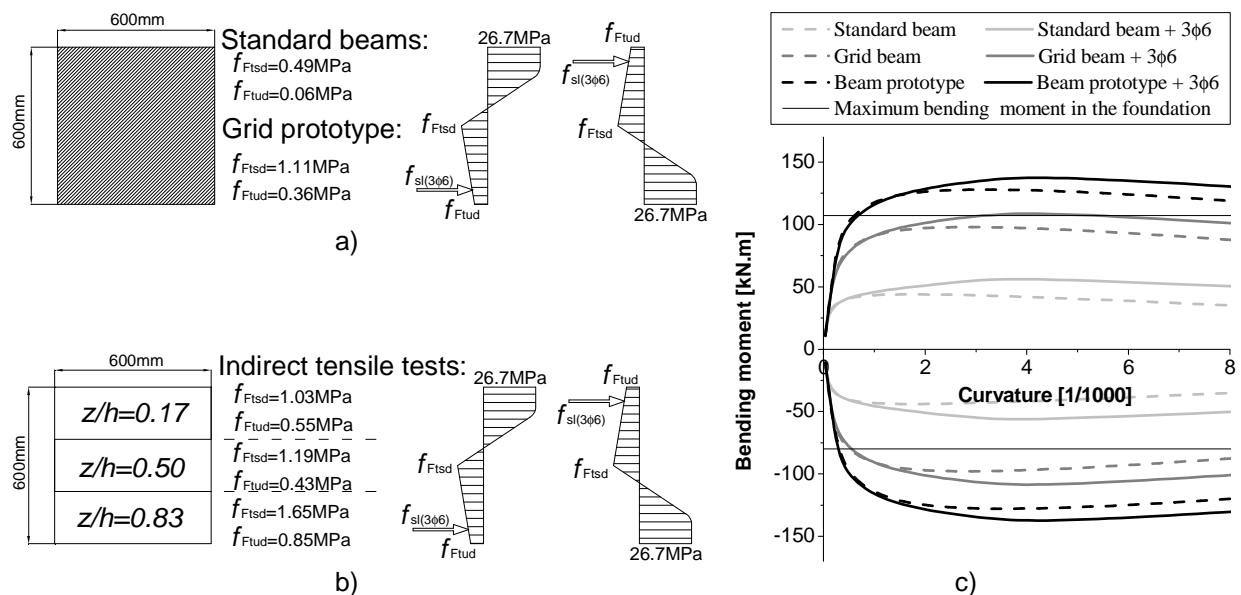 600mm
600mm
Standard beams:
fFtsd=0.49MPa
fFtud=0.06MPa
Grid prototype:
fFtsd=1.11MPa
fFtud=0.36MPa
26.7MPa
fFtsd
fsl(3ϕ6)
fFtud
fFtud
fsl(3ϕ6)
fFtsd
26.7MPa
a)
600mm
600mm
z/h=0.17
z/h=0.50
z/h=0.83
Indirect tensile tests:
fFtsd=1.03MPa
fFtud=0.55MPa
fFtsd=1.19MPa
fFtud=0.43MPa
fFtsd=1.65MPa
fFtud=0.85MPa
26.7MPa
fFtsd
fsl(3ϕ6)
fFtud
fFtud
fsl(3ϕ6)
fFtsd
26.7MPa
b)
Standard beam
Standard beam + 3ϕ6
Grid beam
Grid beam + 3ϕ6
Beam prototype
Beam prototype + 3ϕ6
Maximum bending moment in the foundation
Bending moment [kN.m]
150
100
50
0
-50
-100
-150
0 2 4 6 8
Curvature [1/1000]
c)